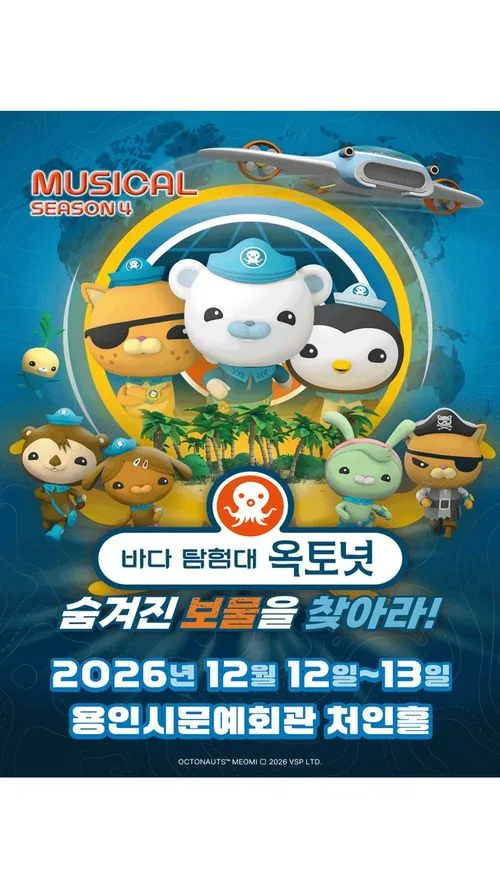 MUSICAL
SEASON 4
바다 탐험대 옥토넛
숨겨진 보물을 찾아라!
2026년 12월 12일~13일
용인시문예회관 처인홀
OCTONAUTS™ MEOMI □ 2026 VSP LTD.